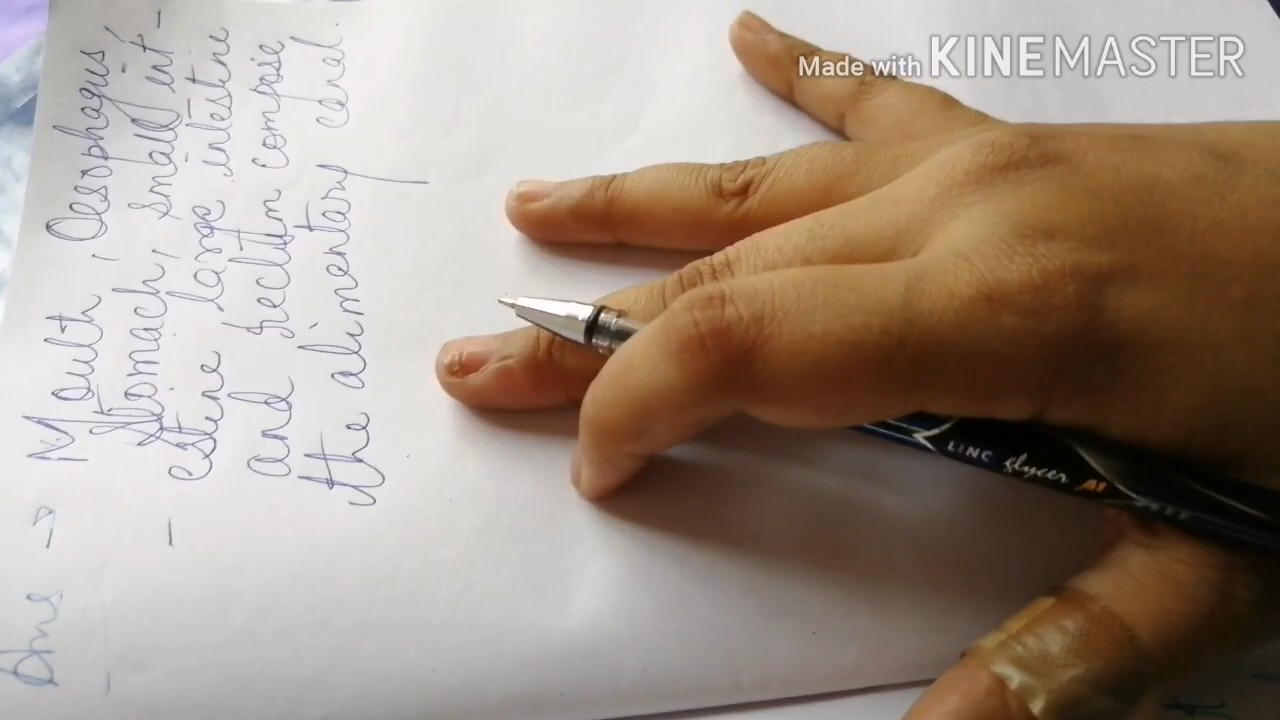 Ans → Mouth, Oesophagus,
Stomach, small int-
-estine large intestine
and rectum compose
the alimentary canal.
Made with KINEMASTER
LINC glycer